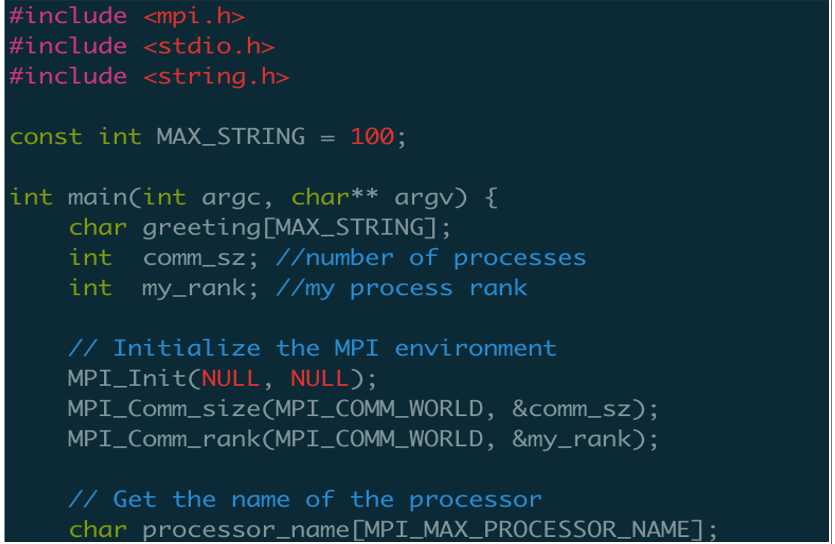 #include <mpi.h>
#include <stdio.h>
#include <string.h>
const int MAX_STRING = 100;
int main(int argc, char** argv) {
    char greeting[MAX_STRING];
    int  comm_sz; //number of processes
    int  my_rank; //my process rank
    // Initialize the MPI environment
    MPI_Init(NULL, NULL);
    MPI_Comm_size(MPI_COMM_WORLD, &comm_sz);
    MPI_Comm_rank(MPI_COMM_WORLD, &my_rank);
    // Get the name of the processor
    char processor_name[MPI_MAX_PROCESSOR_NAME];